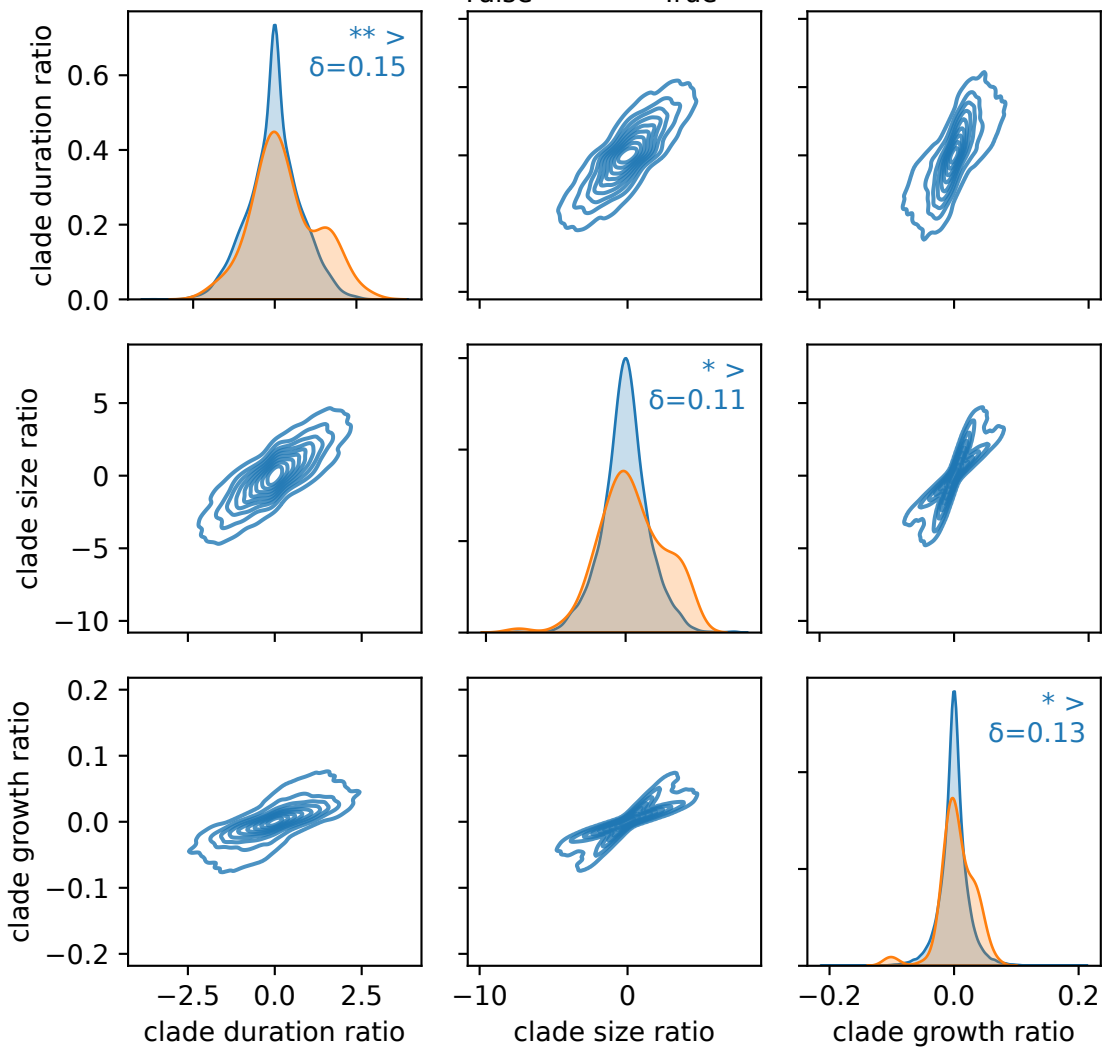 clade duration ratio
0.6
0.4
0.2
0.0
** >
δ=0.15
clade size ratio
5
0
−5
−10
* >
δ=0.11
clade growth ratio
0.2
0.1
0.0
−0.1
−0.2
* >
δ=0.13
−2.5 0.0 2.5
−10 0
−0.2 0.0 0.2
clade duration ratio
clade size ratio
clade growth ratio